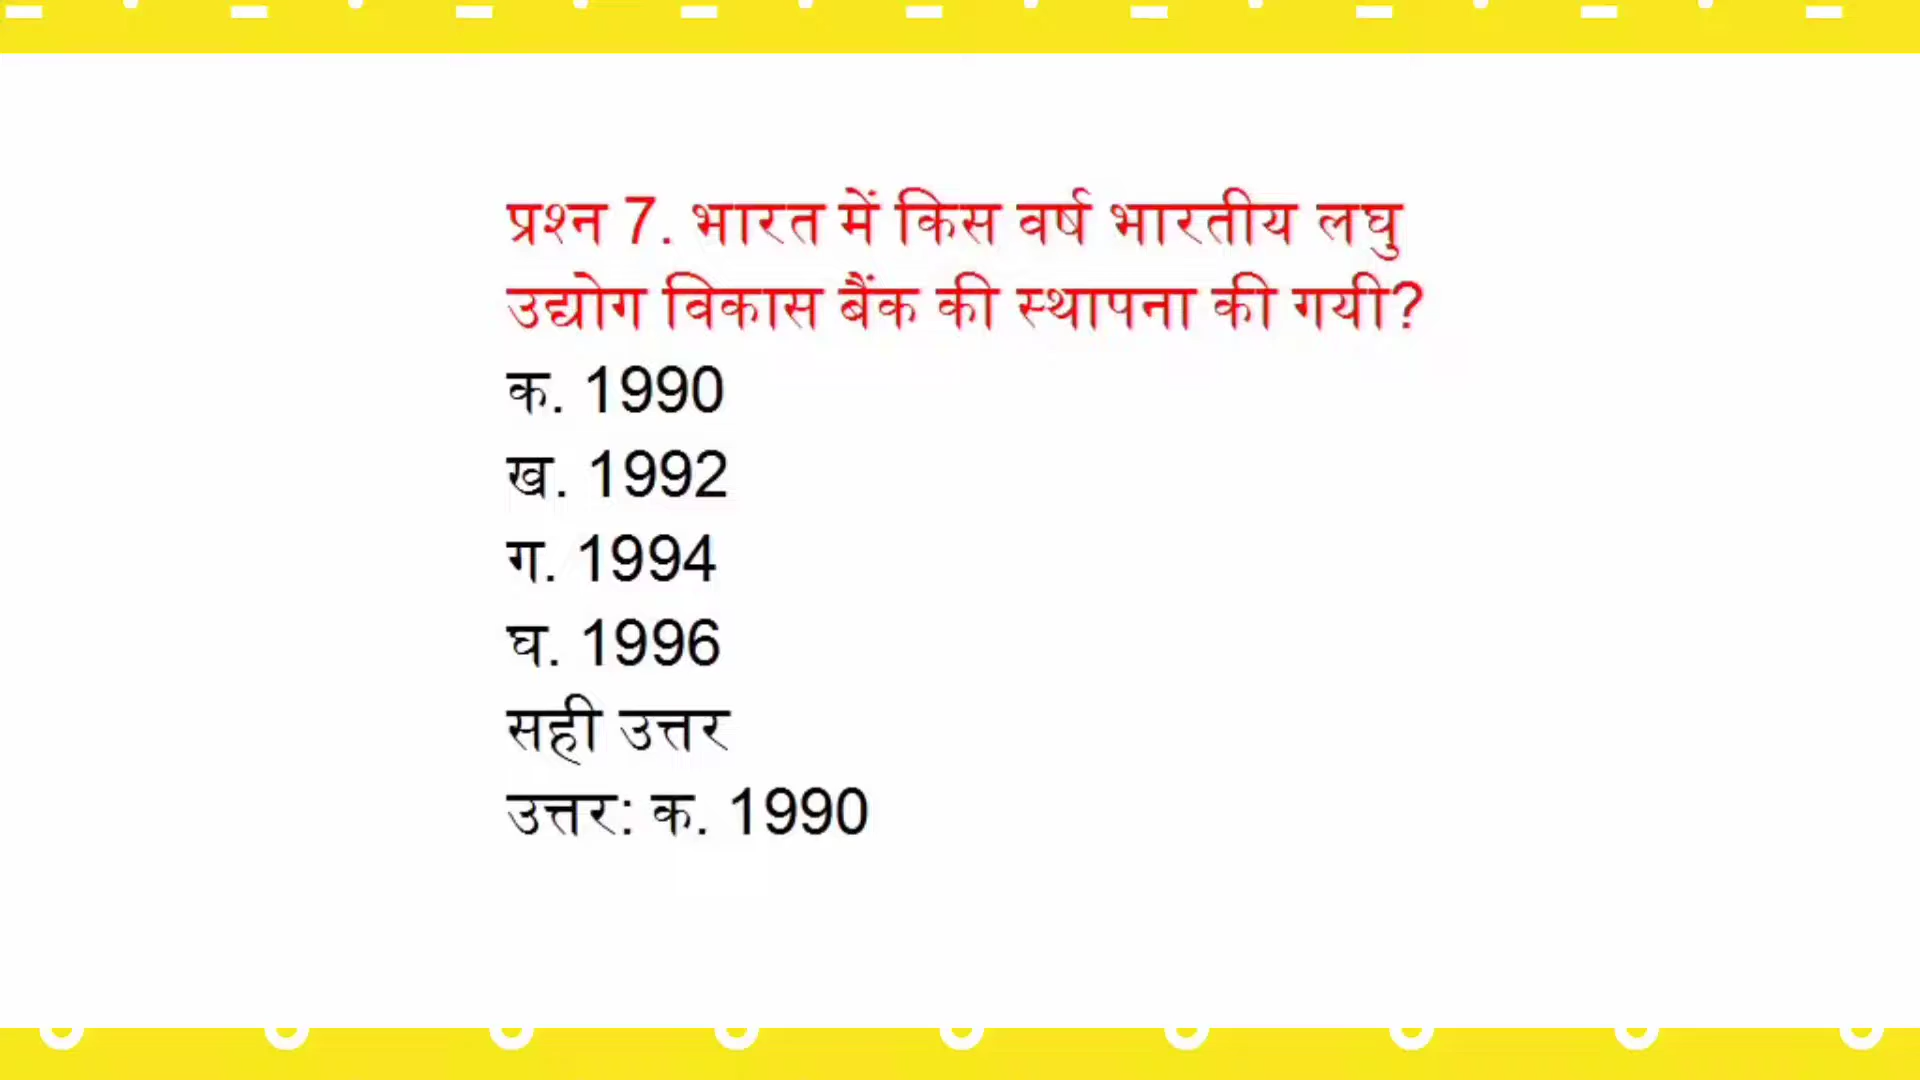 प्रश्न 7. भारत में किस वर्ष भारतीय लघु
उद्योग विकास बैंक की स्थापना की गयी?
क. 1990
ख. 1992
ग. 1994
घ. 1996
सही उत्तर
उत्तर: क. 1990